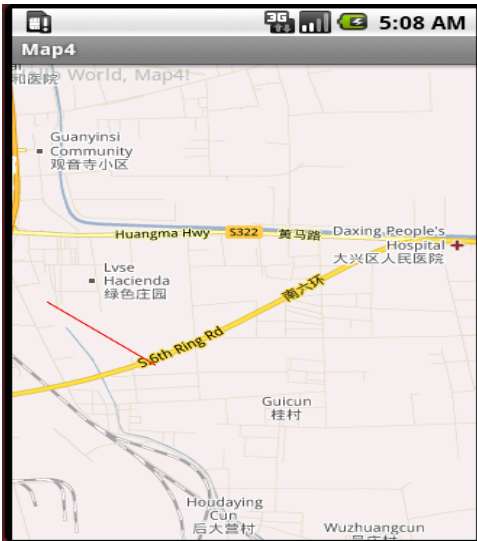 3G 5:08 AM
Map4
Hello World, Map4!
和医院
Guanyinsi
Community
观音寺小区
Huangma Hwy S322 黄马路
Daxing People's
Hospital
大兴区人民医院
Lvse
Hacienda
绿色庄园
南六环
S 6th Ring Rd
Guicun
桂村
Houdaying
Cun
后大营村
Wuzhuangcun